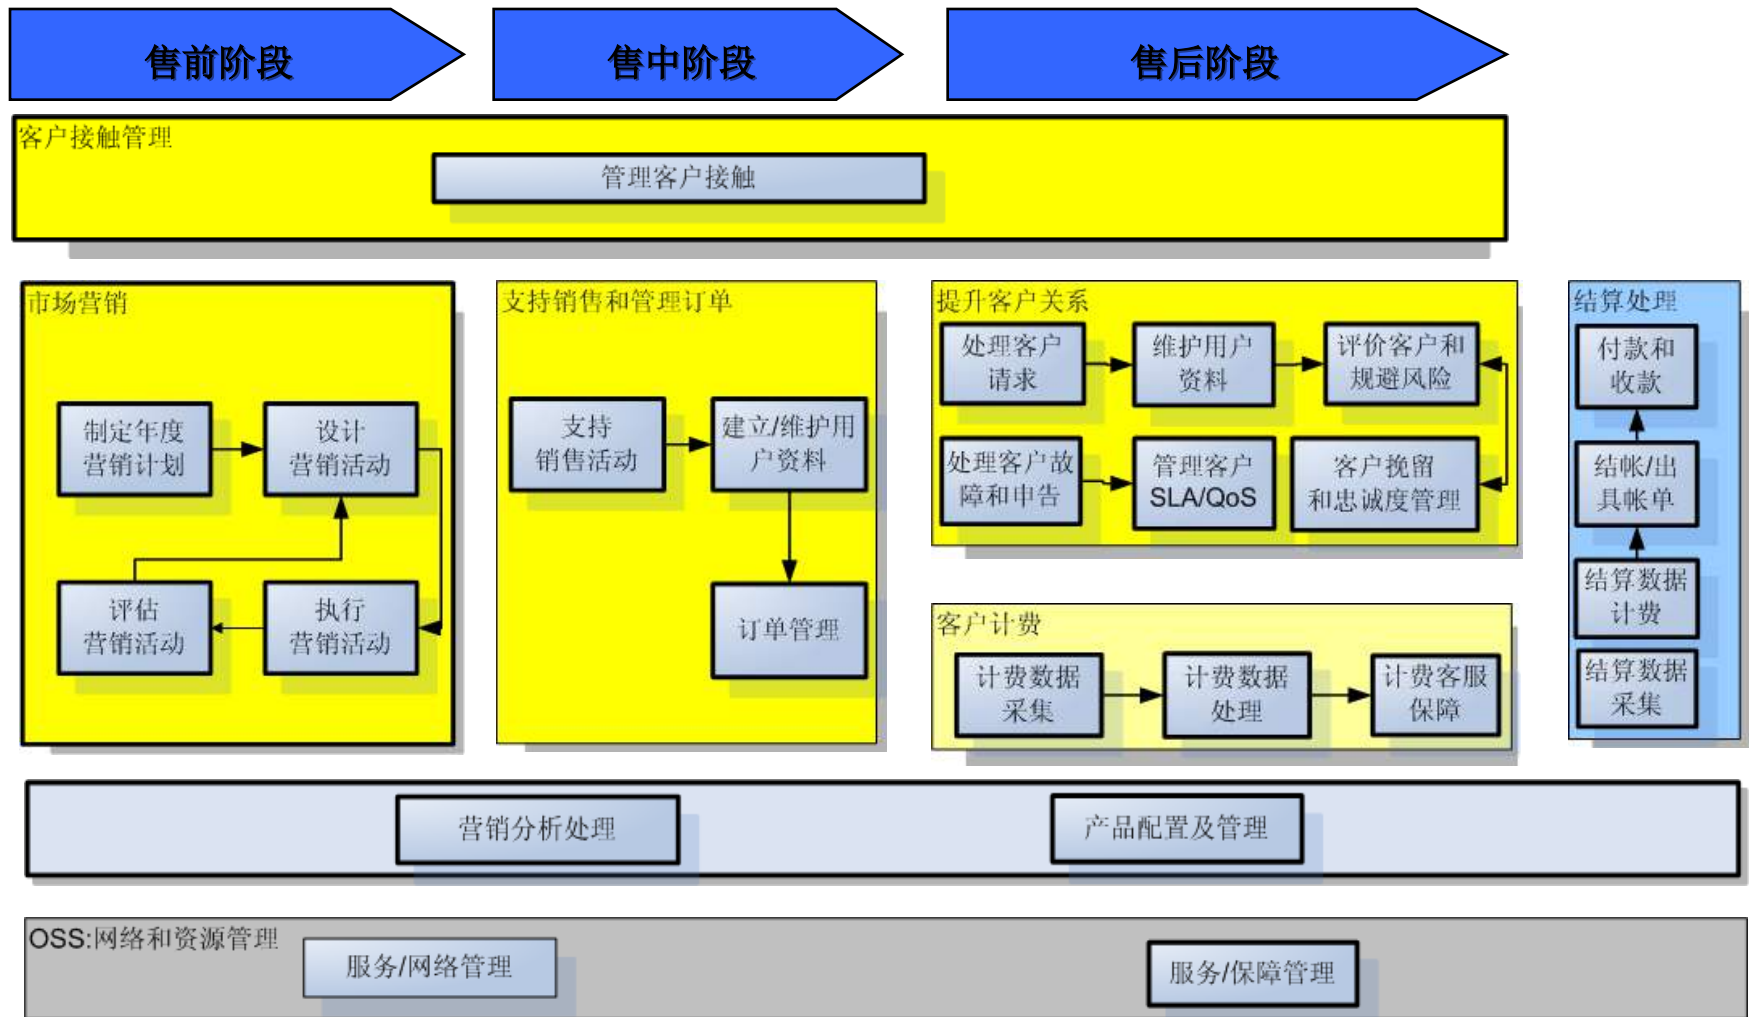 售前阶段
售中阶段
售后阶段
客户接触管理
管理客户接触
市场营销
制定年度
营销计划
设计
营销活动
评估
营销活动
执行
营销活动
支持销售和管理订单
支持
销售活动
建立/维护用
户资料
订单管理
提升客户关系
处理客户
请求
维护用户
资料
评价客户和
规避风险
处理客户故
障和申告
管理客户
SLA/QoS
客户挽留
和忠诚度管理
客户计费
计费数据
采集
计费数据
处理
计费客服
保障
结算处理
付款和
收款
结帐/出
具帐单
结算数据
计费
结算数据
采集
营销分析处理
产品配置及管理
OSS:网络和资源管理
服务/网络管理
服务/保障管理